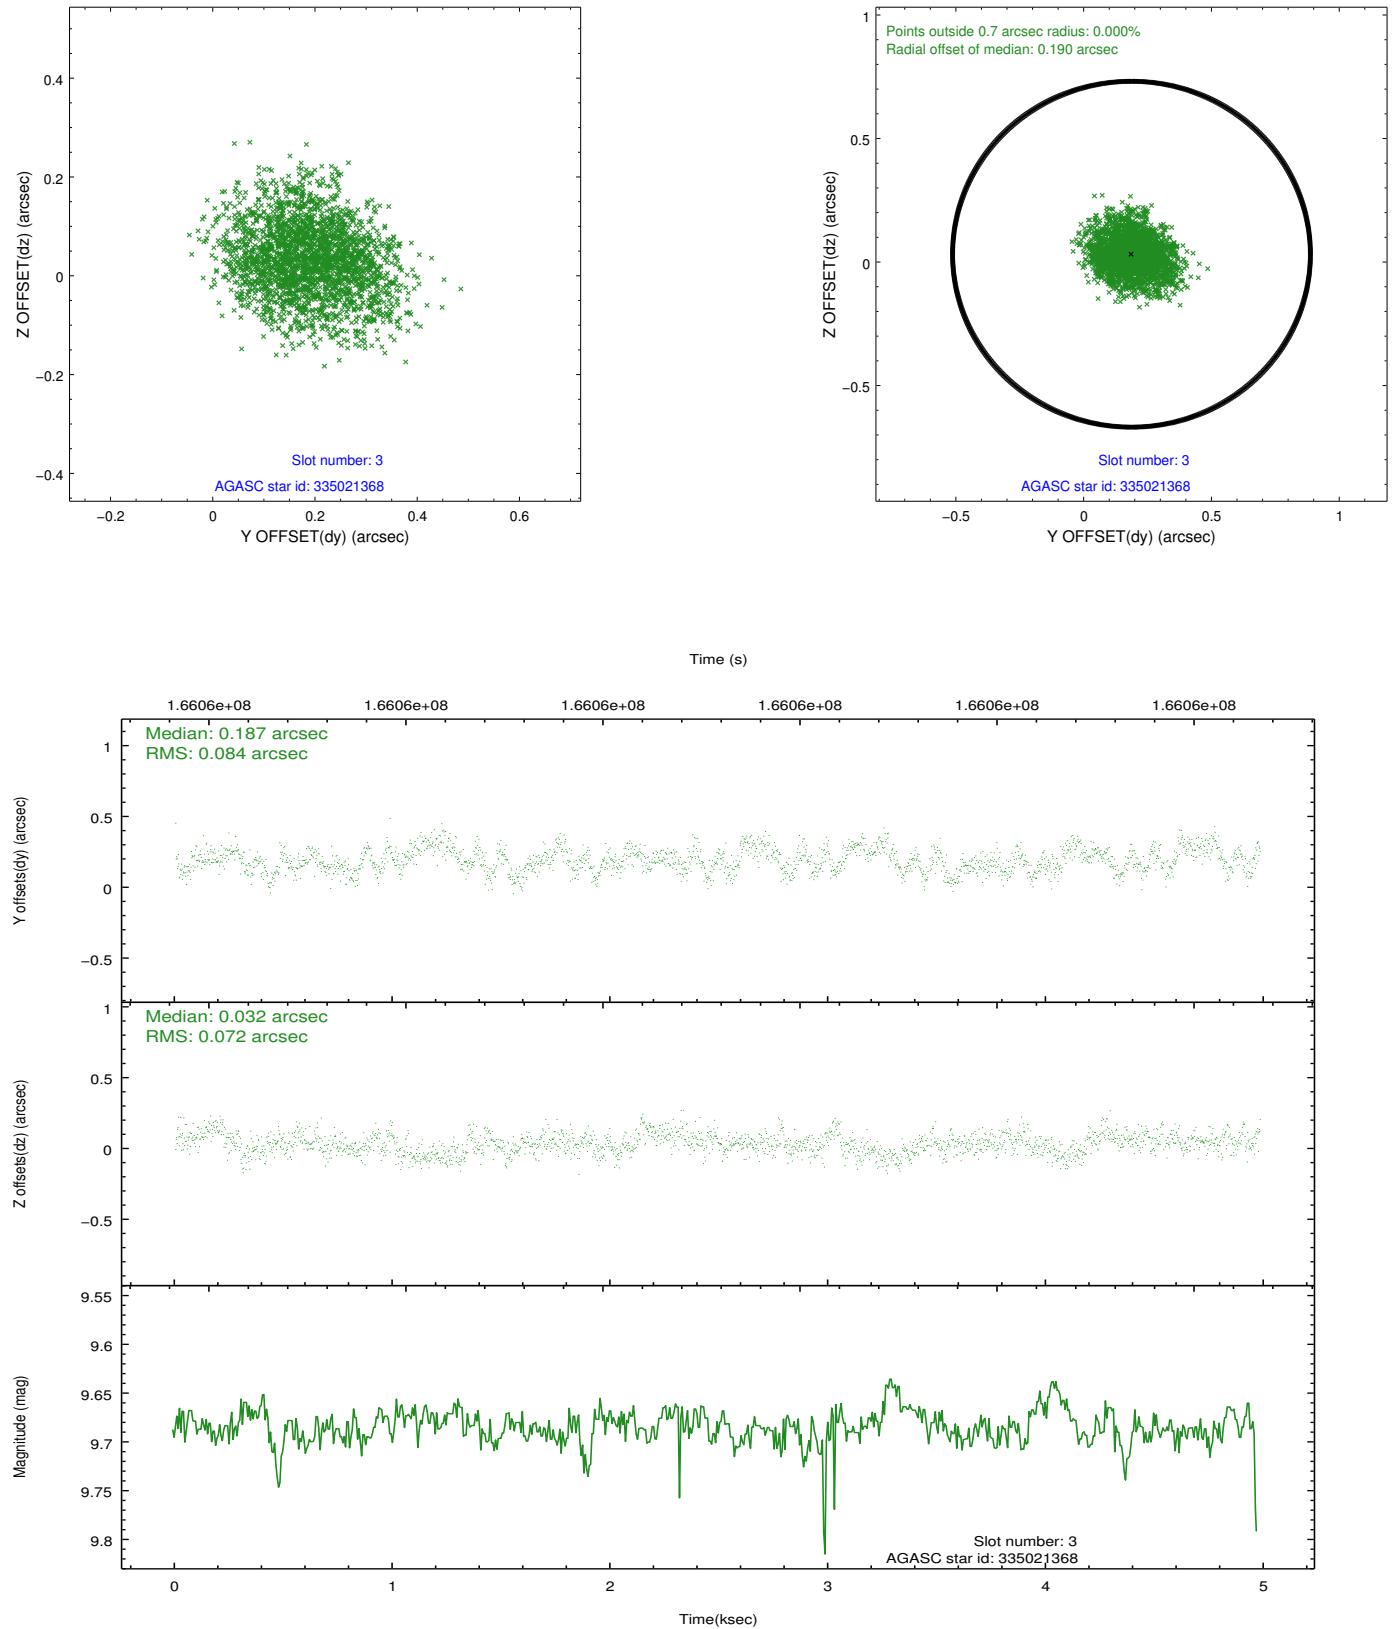 0.4
0.2
0
−0.2
−0.4
Z OFFSET(dz) (arcsec)
Slot number: 3
AGASC star id: 335021368
−0.2 0 0.2 0.4 0.6
Y OFFSET(dy) (arcsec)
Points outside 0.7 arcsec radius: 0.000%
Radial offset of median: 0.190 arcsec
1
0.5
0
−0.5
Z OFFSET(dz) (arcsec)
Slot number: 3
AGASC star id: 335021368
−0.5 0 0.5 1
Y OFFSET(dy) (arcsec)
Time (s)
1.6606e+08 1.6606e+08 1.6606e+08 1.6606e+08 1.6606e+08 1.6606e+08
Median: 0.187 arcsec
RMS: 0.084 arcsec
1
0.5
0
−0.5
Y offsets(dy) (arcsec)
Median: 0.032 arcsec
RMS: 0.072 arcsec
1
0.5
0
−0.5
Z offsets(dz) (arcsec)
9.55
9.6
9.65
9.7
9.75
9.8
Magnitude (mag)
Slot number: 3
AGASC star id: 335021368
0 1 2 3 4 5
Time(ksec)